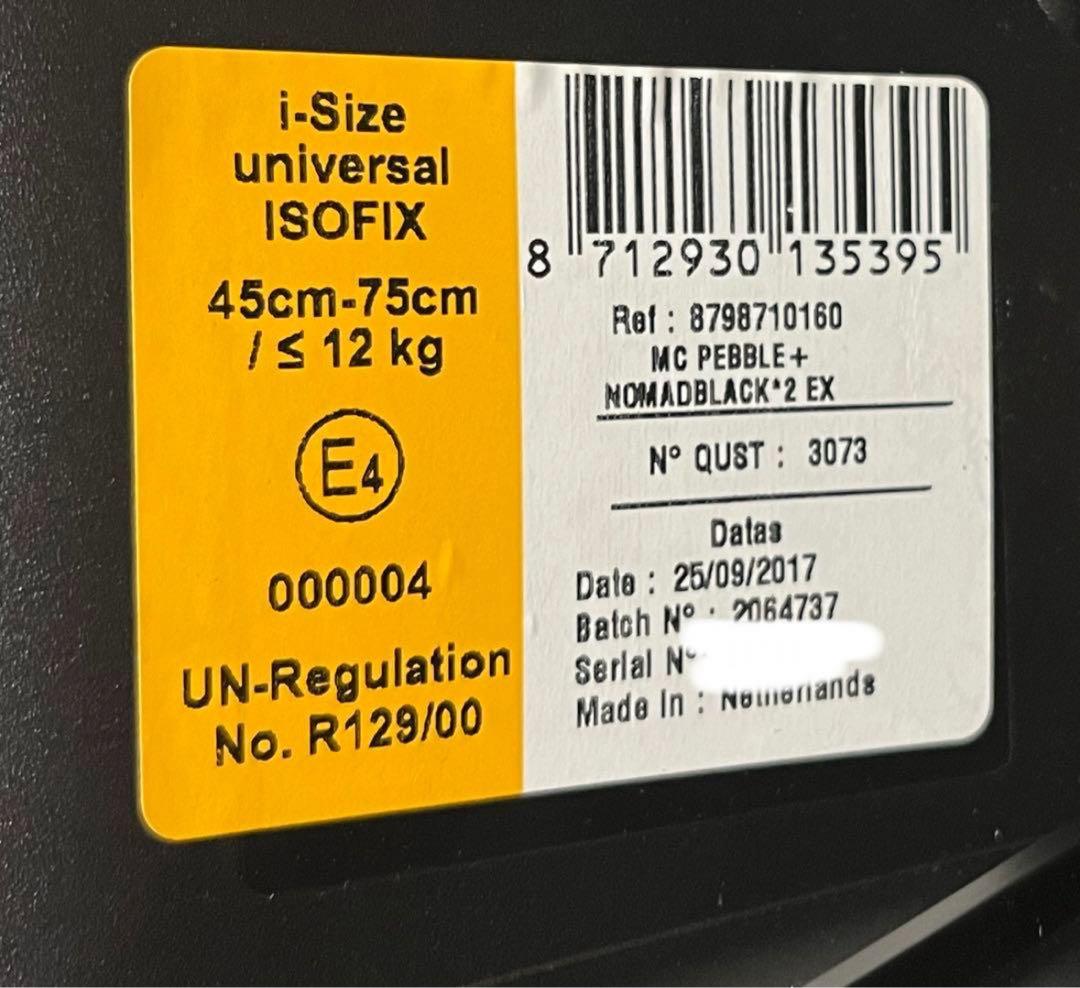 i-Size
universal
ISOFIX
45cm-75cm
/ ≤ 12 kg
E4
000004
UN-Regulation
No. R129/00
8 712930 135395
Ref : 8798710160
MC PEBBLE+
NOMADBLACK*2 EX
N° QUST : 3073
Datas
Date : 25/09/2017
Batch N° : 2064737
Serial N°
Made In : Netherlands